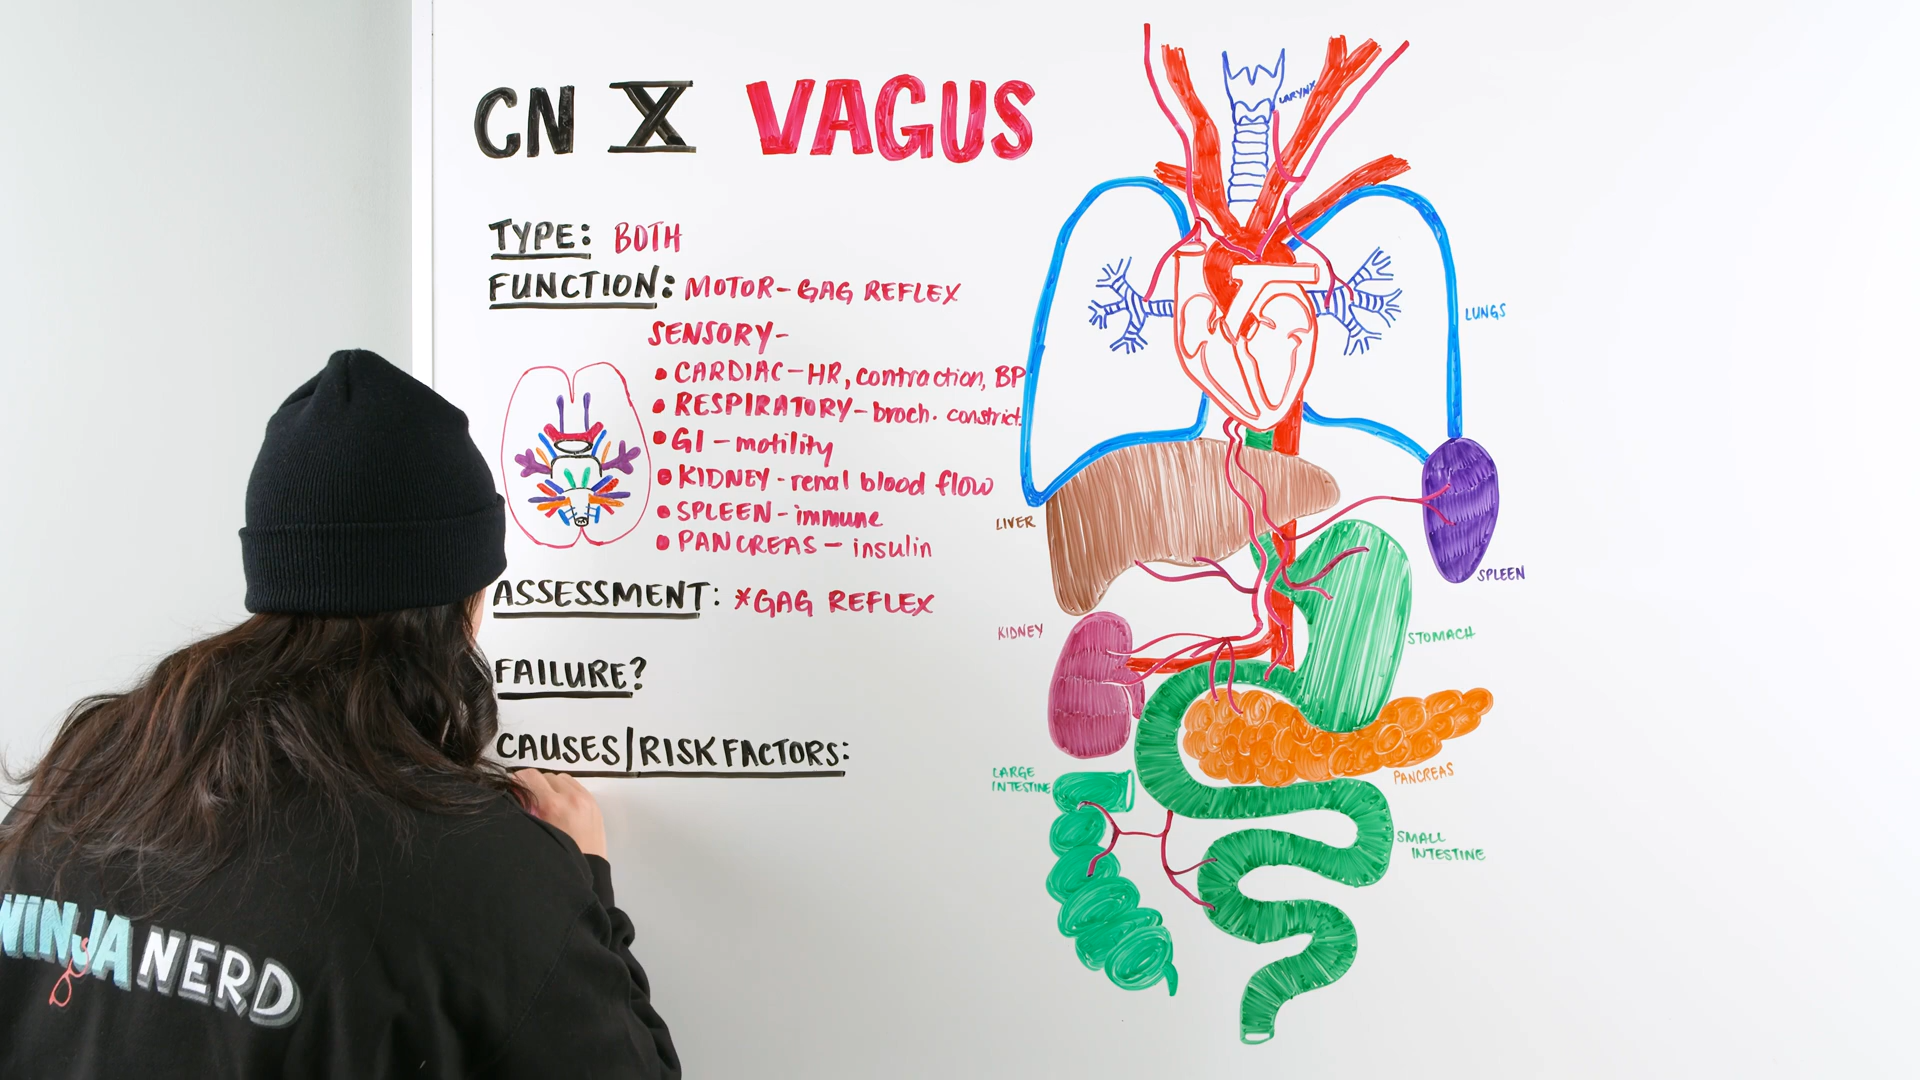 CN X VAGUS
TYPE: BOTH
FUNCTION: MOTOR - GAG REFLEX
SENSORY -
• CARDIAC - HR, contraction, BP
• RESPIRATORY - broch. constrict.
• GI - motility
• KIDNEY - renal blood flow
• SPLEEN - immune
• PANCREAS - insulin
ASSESSMENT: *GAG REFLEX
FAILURE?
CAUSES/RISK FACTORS:
LARYNX
LUNGS
LIVER
SPLEEN
KIDNEY
STOMACH
LARGE
INTESTINE
PANCREAS
SMALL
INTESTINE
NINJA NERD